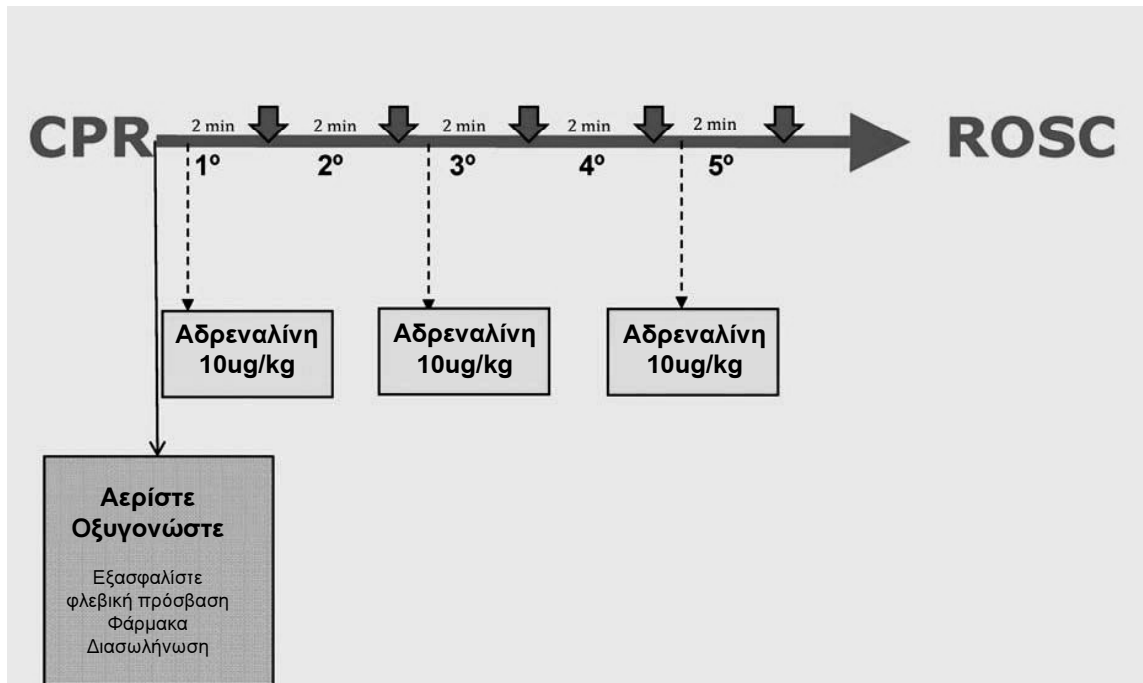 CPR
2 min
2 min
2 min
2 min
2 min
ROSC
1º
2º
3º
4º
5º
Αδρεναλίνη
10ug/kg
Αδρεναλίνη
10ug/kg
Αδρεναλίνη
10ug/kg
Αερίστε
Οξυγονώστε
Εξασφαλίστε
φλεβική πρόσβαση
Φάρμακα
Διασωλήνωση